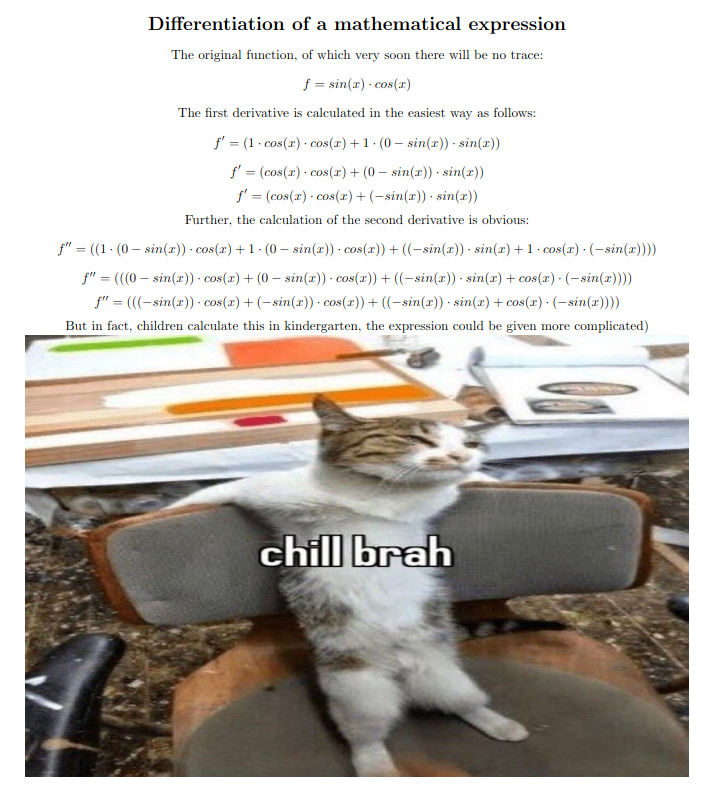 Differentiation of a mathematical expression
The original function, of which very soon there will be no trace:
f = sin(x) · cos(x)
The first derivative is calculated in the easiest way as follows:
f′ = (1 · cos(x) · cos(x) + 1 · (0 − sin(x)) · sin(x))
f′ = (cos(x) · cos(x) + (0 − sin(x)) · sin(x))
f′ = (cos(x) · cos(x) + (−sin(x)) · sin(x))
Further, the calculation of the second derivative is obvious:
f″ = ((1 · (0 − sin(x)) · cos(x) + 1 · (0 − sin(x)) · cos(x)) + ((−sin(x)) · sin(x) + 1 · cos(x) · (−sin(x))))
f″ = (((0 − sin(x)) · cos(x) + (0 − sin(x)) · cos(x)) + ((−sin(x)) · sin(x) + cos(x) · (−sin(x))))
f″ = (((−sin(x)) · cos(x) + (−sin(x)) · cos(x)) + ((−sin(x)) · sin(x) + cos(x) · (−sin(x))))
But in fact, children calculate this in kindergarten, the expression could be given more complicated)
chill brah